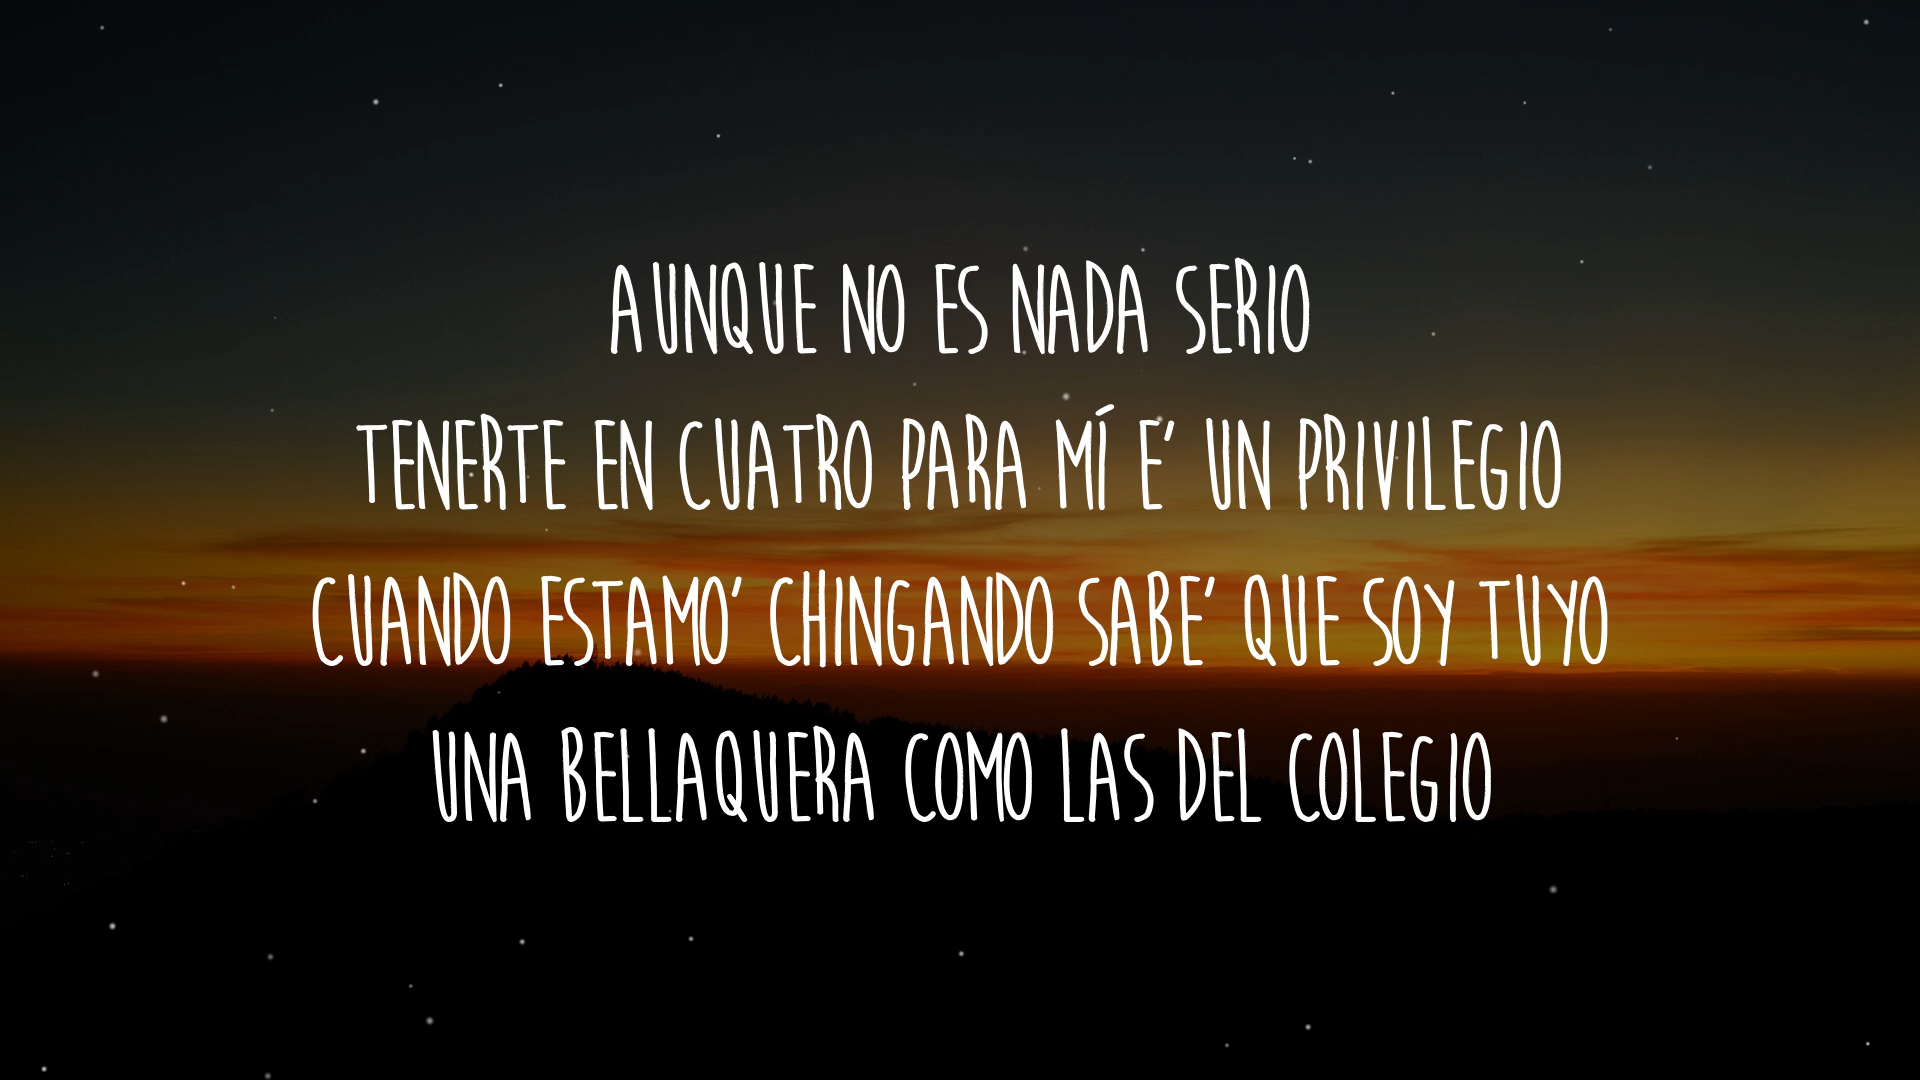 AUNQUE NO ES NADA SERIO
TENERTE EN CUATRO PARA MÍ E' UN PRIVILEGIO
CUANDO ESTAMO' CHINGANDO SABE' QUE SOY TUYO
UNA BELLAQUERA COMO LAS DEL COLEGIO